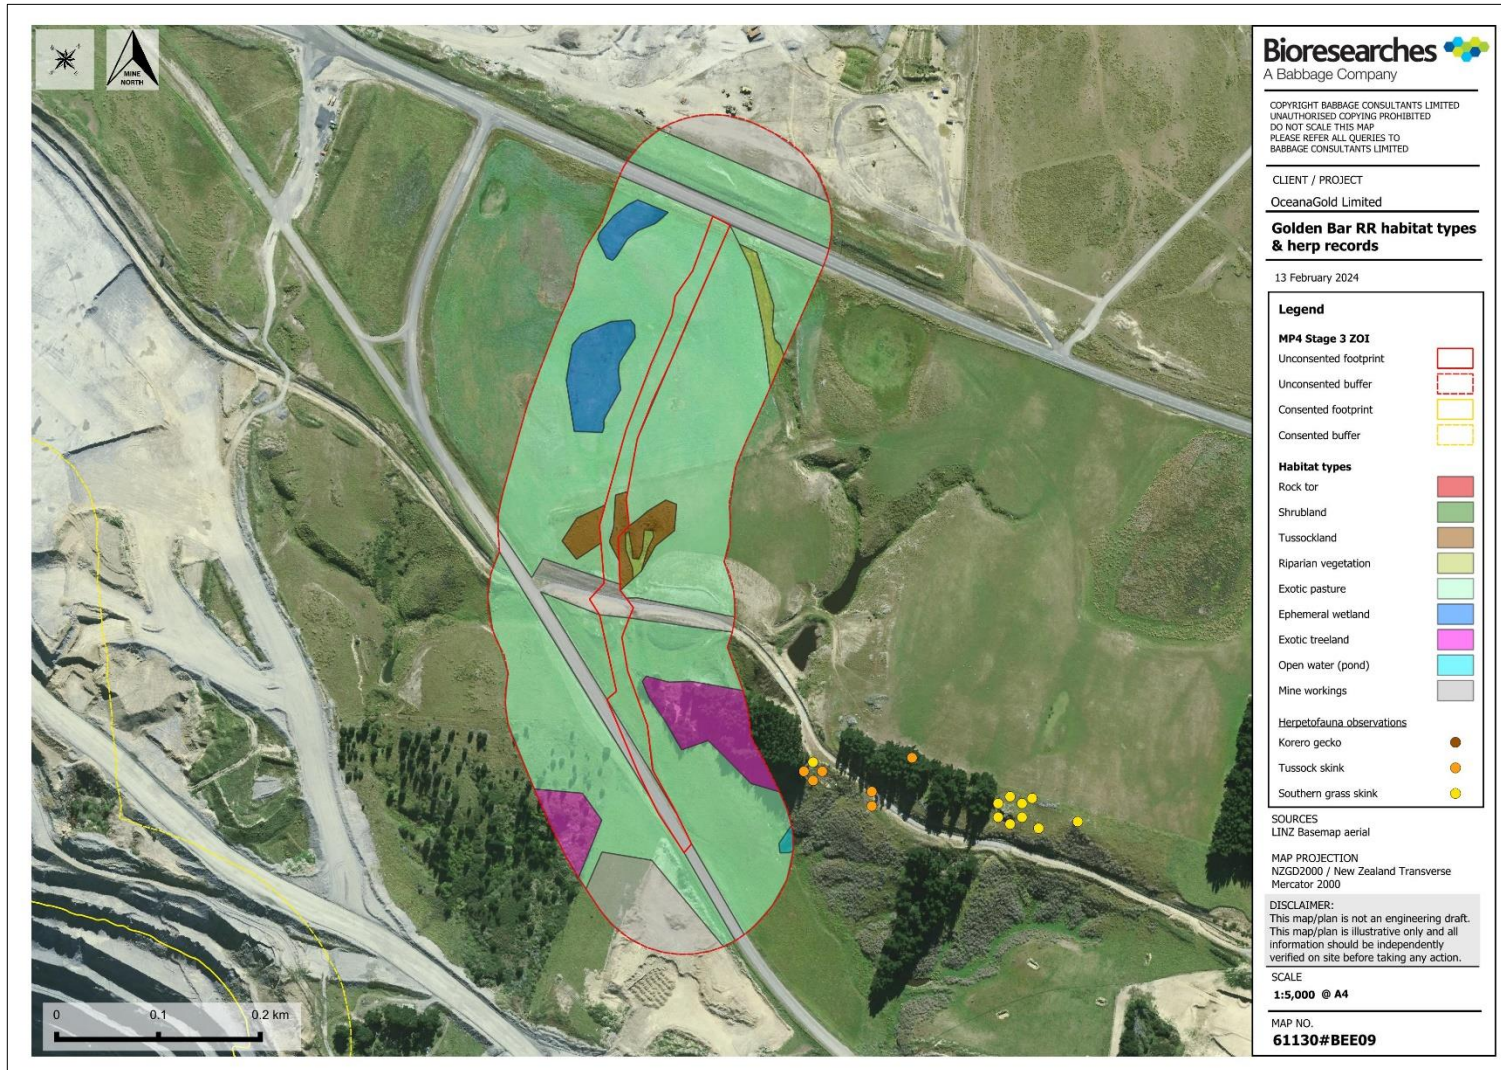 MINE
NORTH
0 0.1 0.2 km
Bioresearches
A Babbage Company
COPYRIGHT BABBAGE CONSULTANTS LIMITED
UNAUTHORISED COPYING PROHIBITED
DO NOT SCALE THIS MAP
PLEASE REFER ALL QUERIES TO
BABBAGE CONSULTANTS LIMITED
CLIENT / PROJECT
OceanaGold Limited
Golden Bar RR habitat types
& herp records
13 February 2024
Legend
MP4 Stage 3 ZOI
Unconsented footprint
Unconsented buffer
Consented footprint
Consented buffer
Habitat types
Rock tor
Shrubland
Tussockland
Riparian vegetation
Exotic pasture
Ephemeral wetland
Exotic treeland
Open water (pond)
Mine workings
Herpetofauna observations
Korero gecko
Tussock skink
Southern grass skink
SOURCES
LINZ Basemap aerial
MAP PROJECTION
NZGD2000 / New Zealand Transverse
Mercator 2000
DISCLAIMER:
This map/plan is not an engineering draft.
This map/plan is illustrative only and all
information should be independently
verified on site before taking any action.
SCALE
1:5,000 @ A4
MAP NO.
61130#BEE09